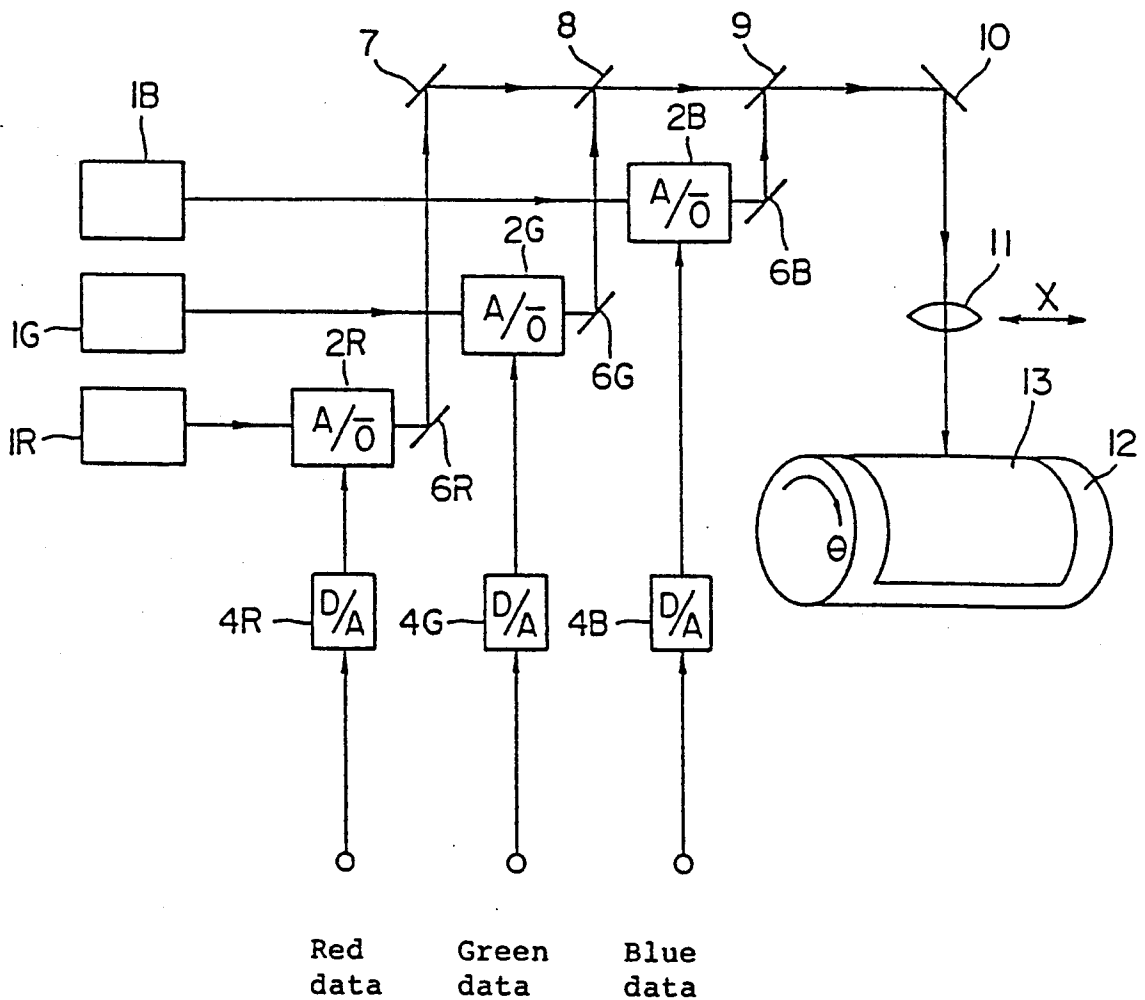 7
8
9
10
1B
2B
A/O
6B
11
X
2G
A/O
6G
1G
2R
A/O
6R
1R
13
12
θ
4R
D/A
4G
D/A
4B
D/A
Red data
Green data
Blue data